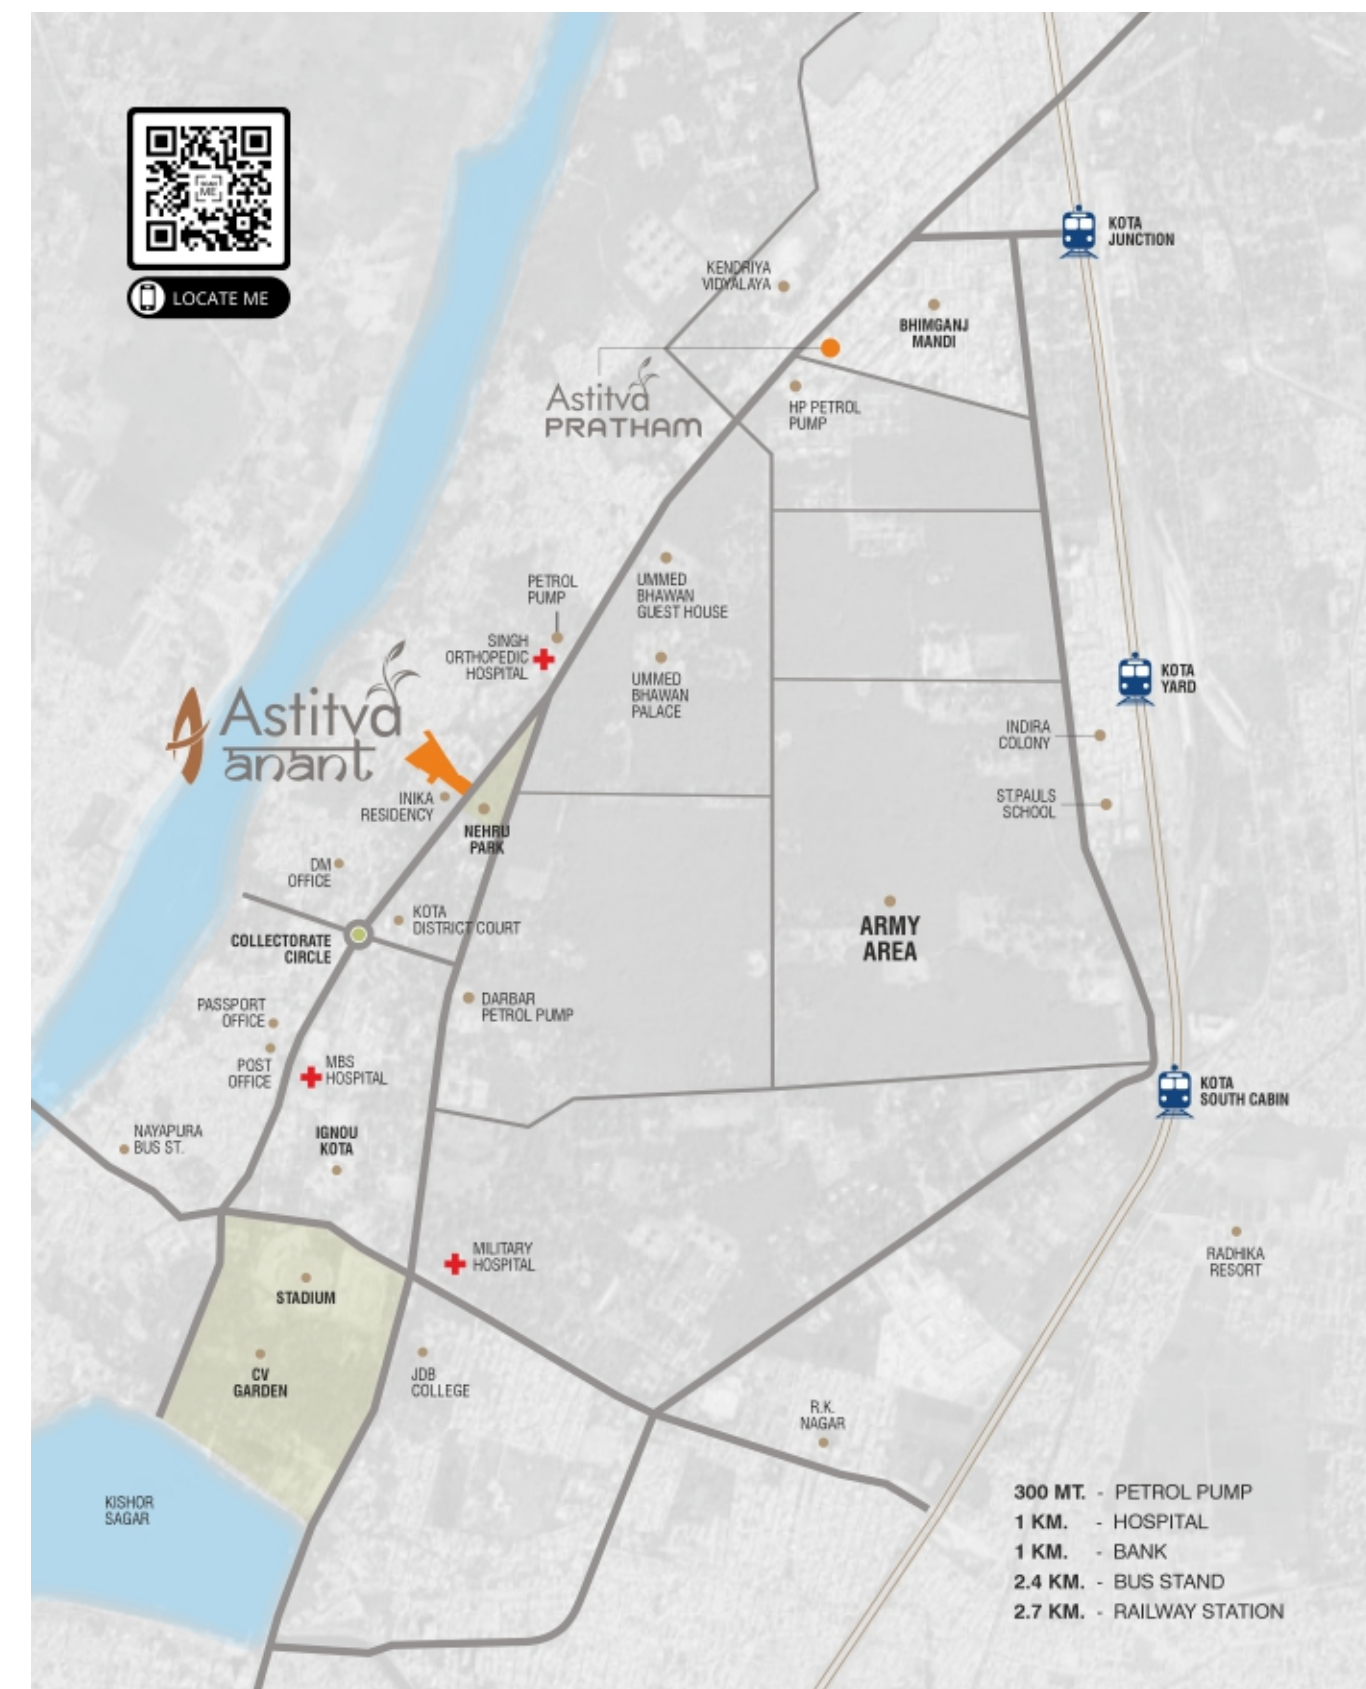 SCAN
ME
LOCATE ME
KOTA
JUNCTION
KENDRIYA
VIDYALAYA
BHIMGANJ
MANDI
Astitva
PRATHAM
HP PETROL
PUMP
PETROL
PUMP
UMMED
BHAWAN
GUEST HOUSE
SINGH
ORTHOPEDIC
HOSPITAL
UMMED
BHAWAN
PALACE
KOTA
YARD
Astitva
anant
INDIRA
COLONY
INIKA
RESIDENCY
ST.PAULS
SCHOOL
NEHRU
PARK
DM
OFFICE
KOTA
DISTRICT COURT
ARMY
AREA
COLLECTORATE
CIRCLE
PASSPORT
OFFICE
DARBAR
PETROL PUMP
POST
OFFICE
MBS
HOSPITAL
KOTA
SOUTH CABIN
NAYAPURA
BUS ST.
IGNOU
KOTA
MILITARY
HOSPITAL
RADHIKA
RESORT
STADIUM
CV
GARDEN
JDB
COLLEGE
R.K.
NAGAR
KISHOR
SAGAR
300 MT. - PETROL PUMP
1 KM. - HOSPITAL
1 KM. - BANK
2.4 KM. - BUS STAND
2.7 KM. - RAILWAY STATION